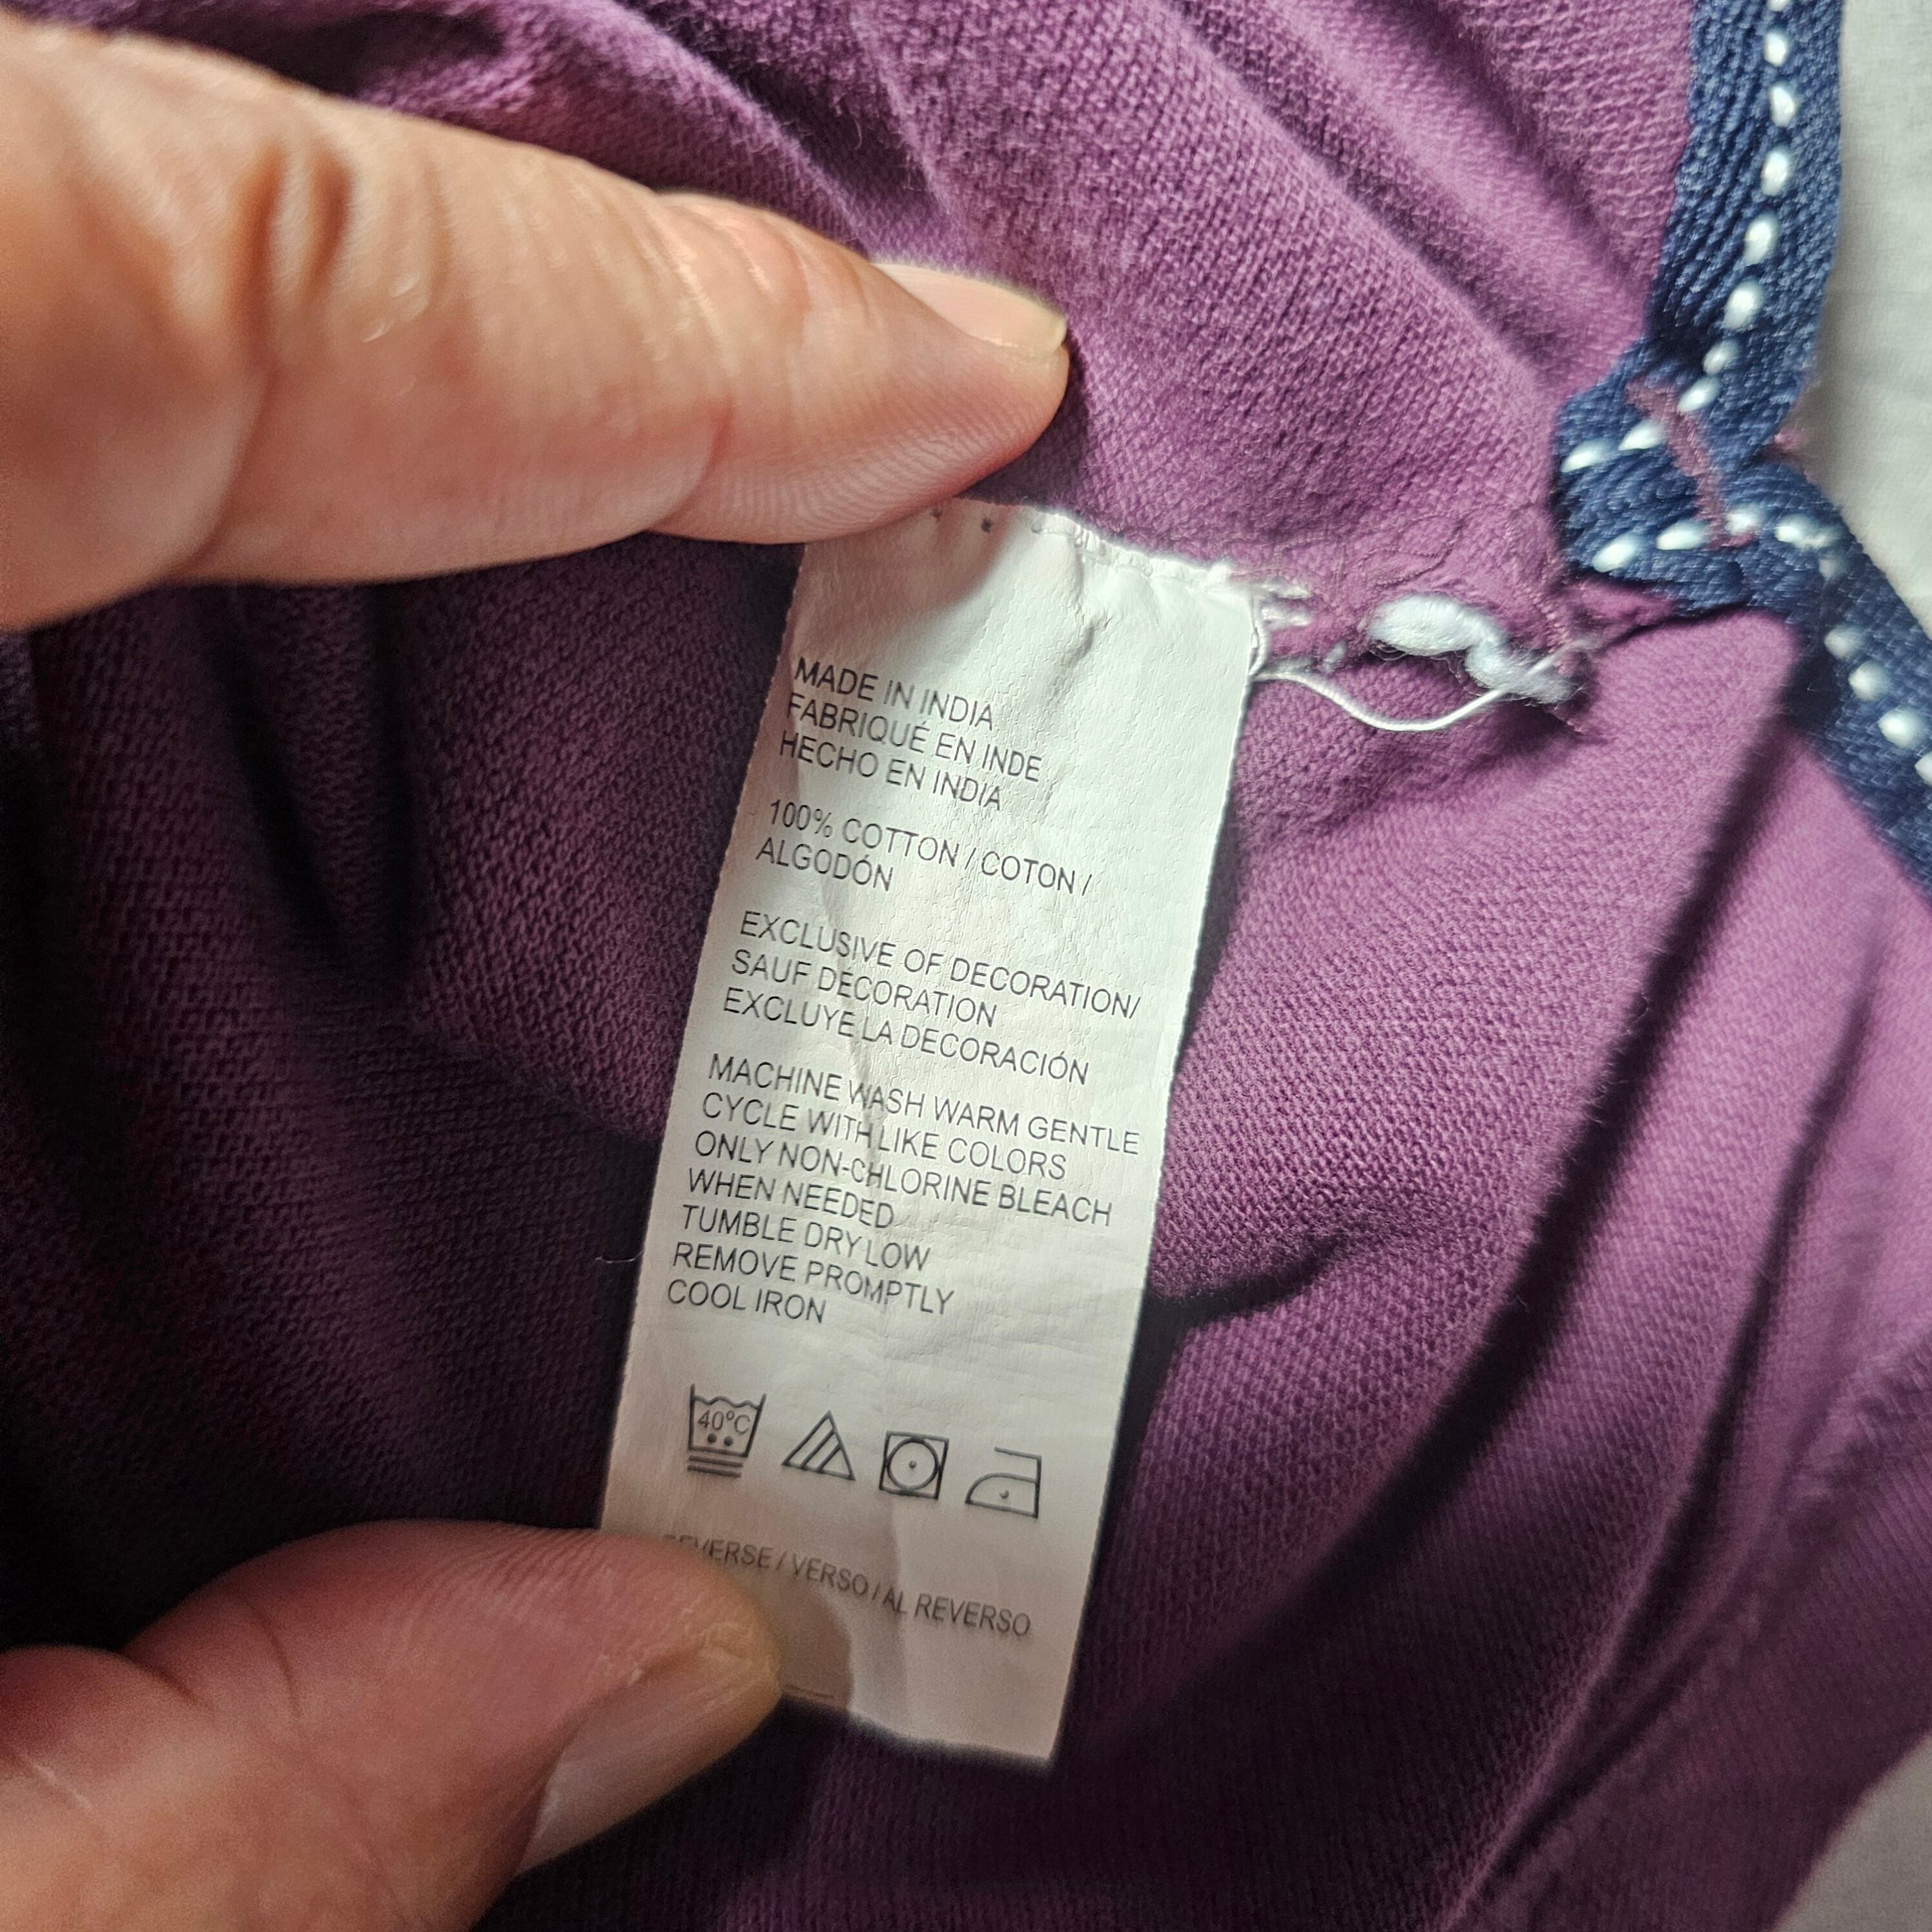 MADE IN INDIA
FABRIQUÉ EN INDE
HECHO EN INDIA
100% COTTON / COTON /
ALGODÓN
EXCLUSIVE OF DECORATION/
SAUF DÉCORATION
EXCLUYE LA DECORACIÓN
MACHINE WASH WARM GENTLE
CYCLE WITH LIKE COLORS
ONLY NON-CHLORINE BLEACH
WHEN NEEDED
TUMBLE DRY LOW
REMOVE PROMPTLY
COOL IRON
40°C
REVERSE / VERSO / AL REVERSO